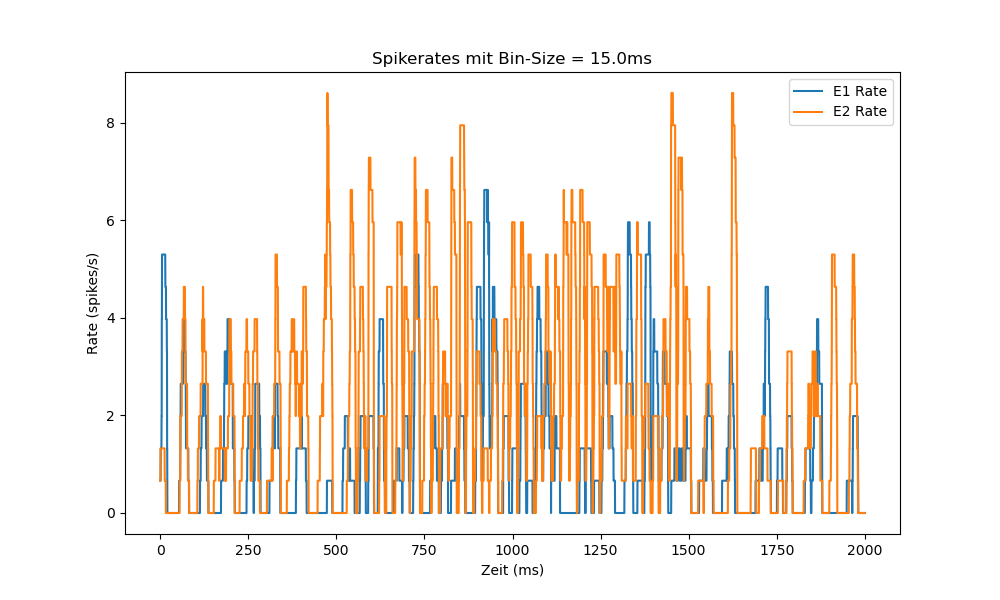 Spikerates mit Bin-Size = 15.0ms
E1 Rate
E2 Rate
Rate (spikes/s)
8
6
4
2
0
0 250 500 750 1000 1250 1500 1750 2000
Zeit (ms)